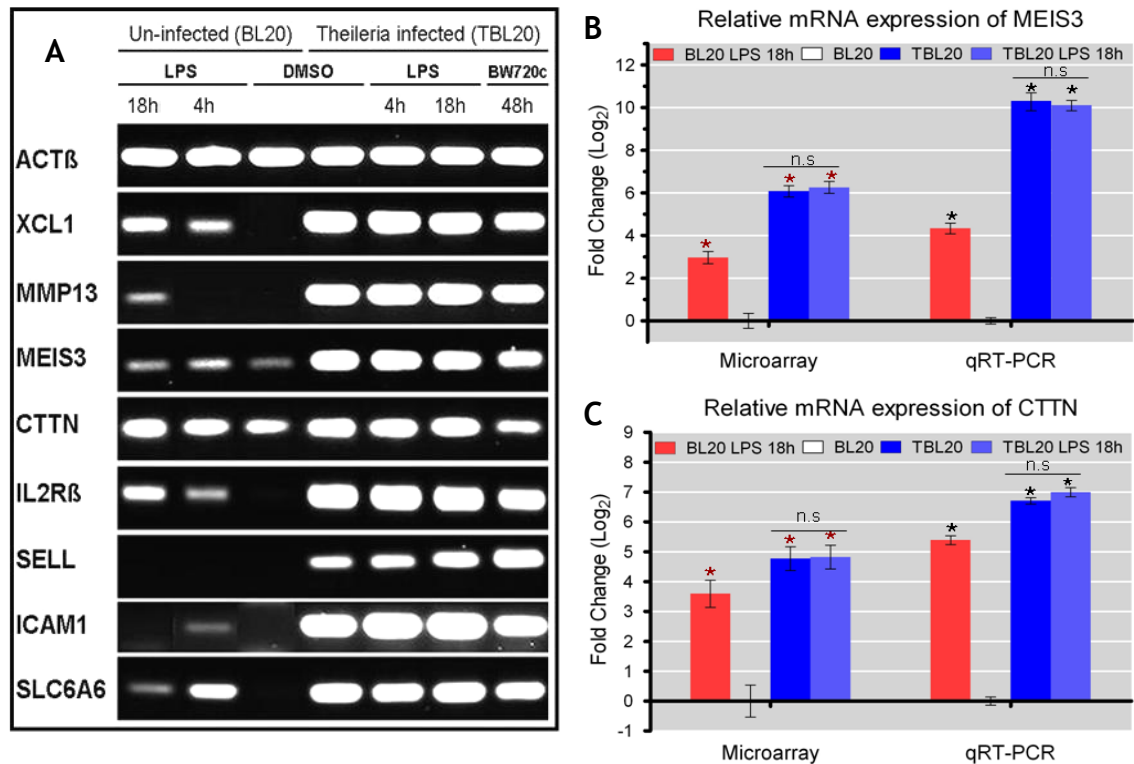 A
Un-infected (BL20) Theileria infected (TBL20)
LPS DMSO LPS BW720c
18h 4h 4h 18h 48h
ACTß
XCL1
MMP13
MEIS3
CTTN
IL2Rß
SELL
ICAM1
SLC6A6
B
Relative mRNA expression of MEIS3
BL20 LPS 18h BL20 TBL20 TBL20 LPS 18h
Fold Change (Log2)
12
10
8
6
4
2
0
* * * n.s
* * * n.s
Microarray qRT-PCR
C
Relative mRNA expression of CTTN
BL20 LPS 18h BL20 TBL20 TBL20 LPS 18h
Fold Change (Log2)
9
8
7
6
5
4
3
2
1
0
-1
* * * n.s
* * * n.s
Microarray qRT-PCR